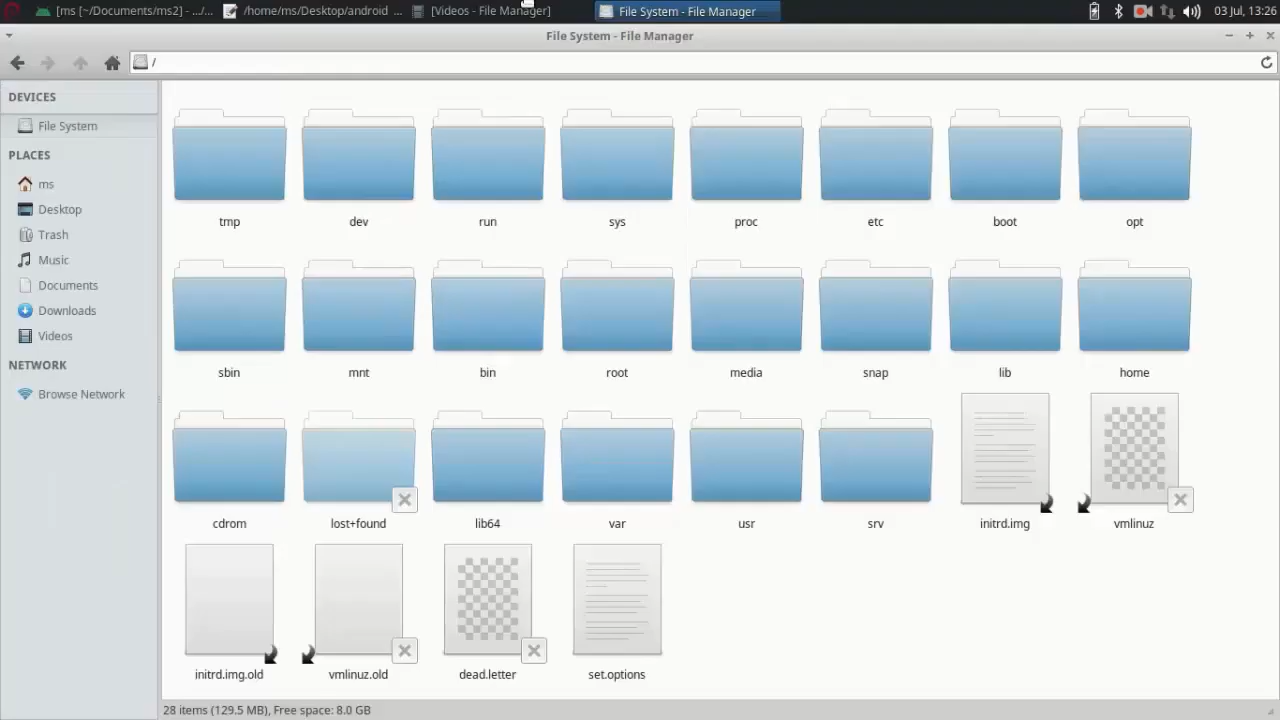 [ms [~/Documents/ms2] - .../... /home/ms/Desktop/android ... [Videos - File Manager] File System - File Manager 03 Jul, 13:26
File System - File Manager
/
DEVICES
File System
PLACES
ms
Desktop
Trash
Music
Documents
Downloads
Videos
NETWORK
Browse Network
tmp dev run sys proc etc boot opt
sbin mnt bin root media snap lib home
cdrom lost+found lib64 var usr srv initrd.img vmlinuz
initrd.img.old vmlinuz.old dead.letter set.options
28 items (129.5 MB), Free space: 8.0 GB